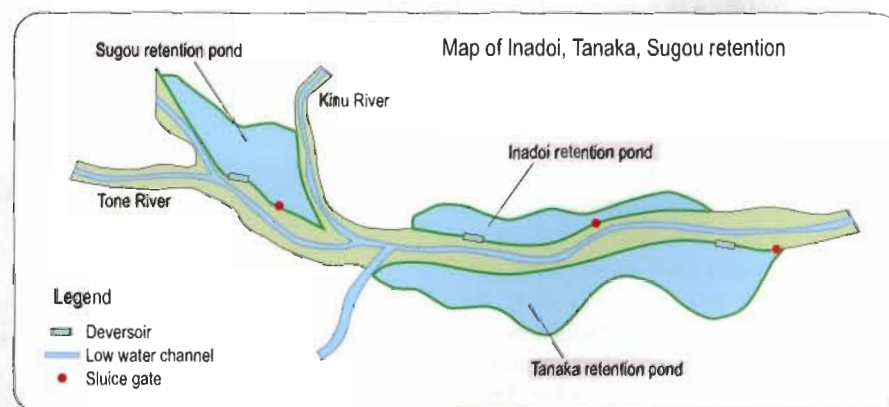 Map of Inadoi, Tanaka, Sugou retention
Sugou retention pond
Kinu River
Inadoi retention pond
Tone River
Legend
Deversoir
Low water channel
Sluice gate
Tanaka retention pond